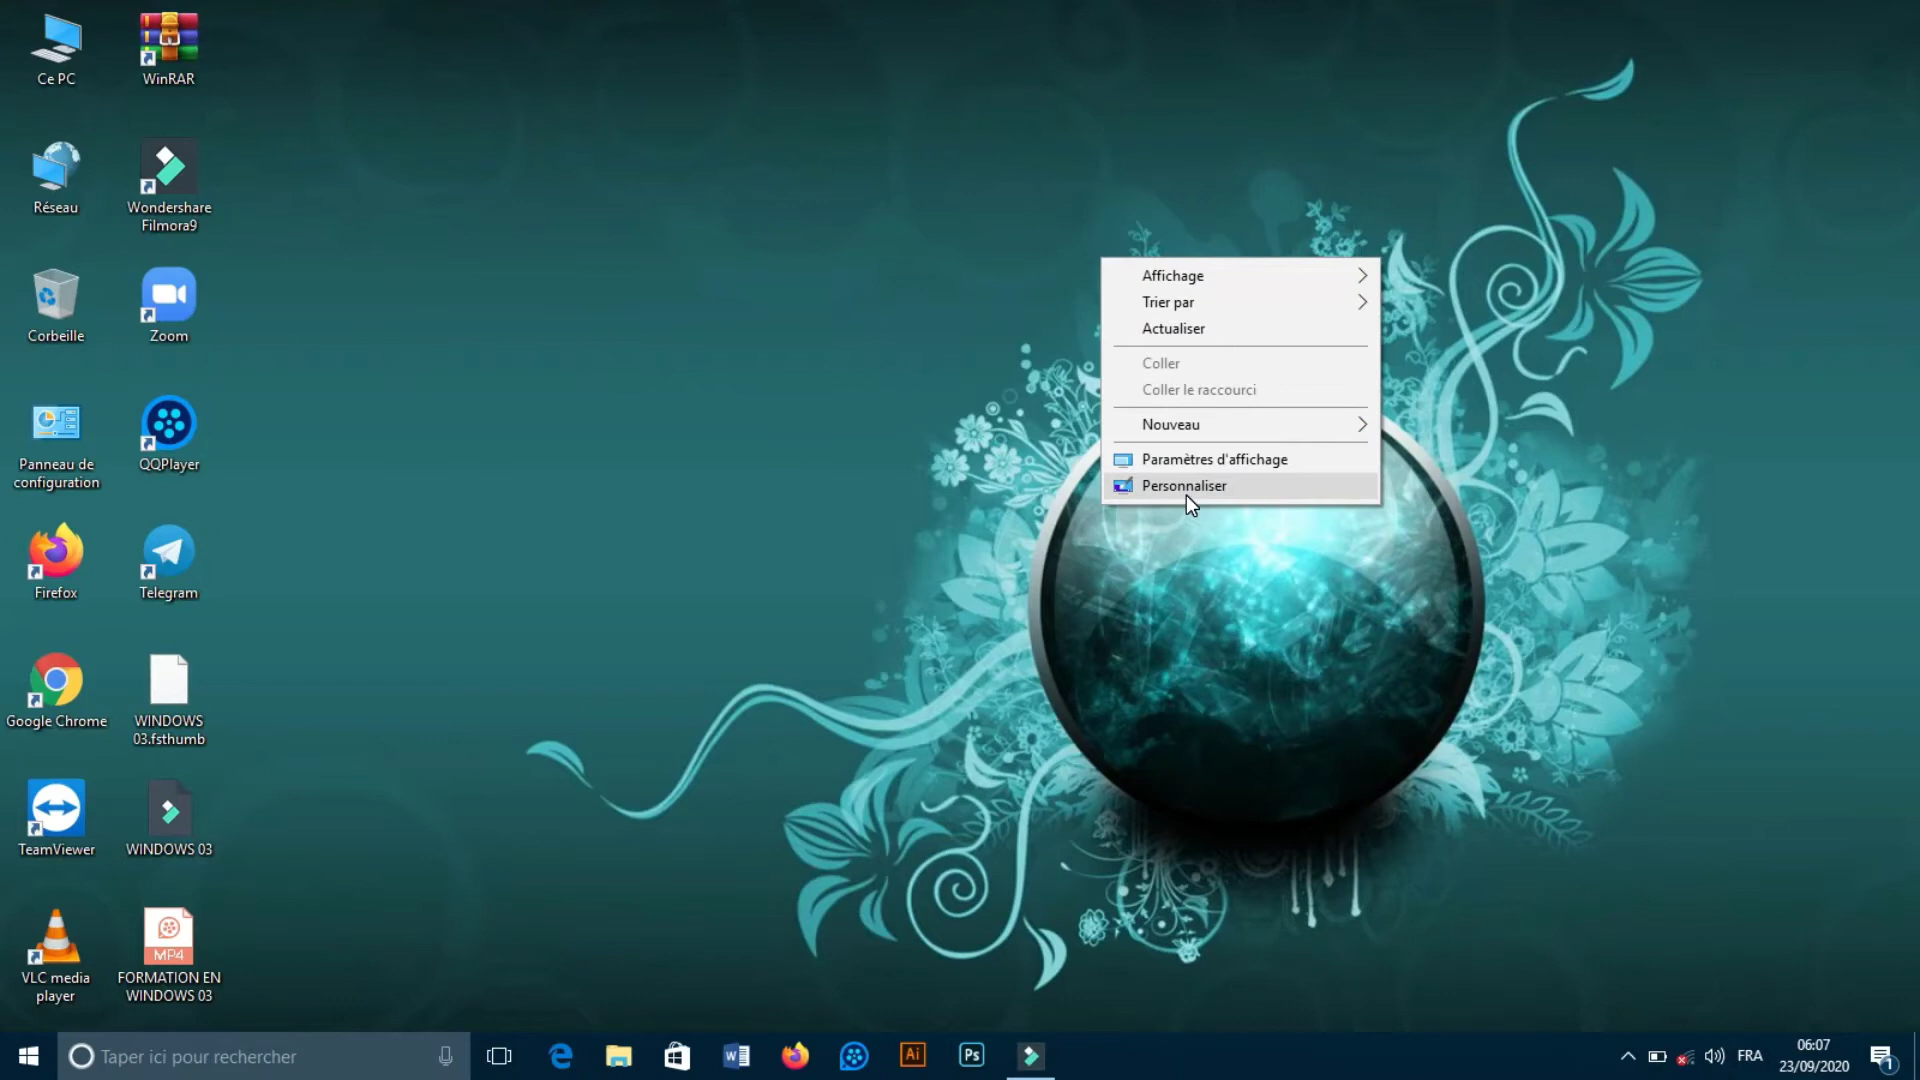 Ce PC
WinRAR
Réseau
Wondershare
Filmora9
Corbeille
Zoom
Panneau de
configuration
QQPlayer
Firefox
Telegram
Google Chrome
WINDOWS
03.fsthumb
TeamViewer
WINDOWS 03
MP4
VLC media
player
FORMATION EN
WINDOWS 03
Affichage
Trier par
Actualiser
Coller
Coller le raccourci
Nouveau
Paramètres d'affichage
Personnaliser
Taper ici pour rechercher
W
Ai
Ps
FRA
06:07
23/09/2020
1